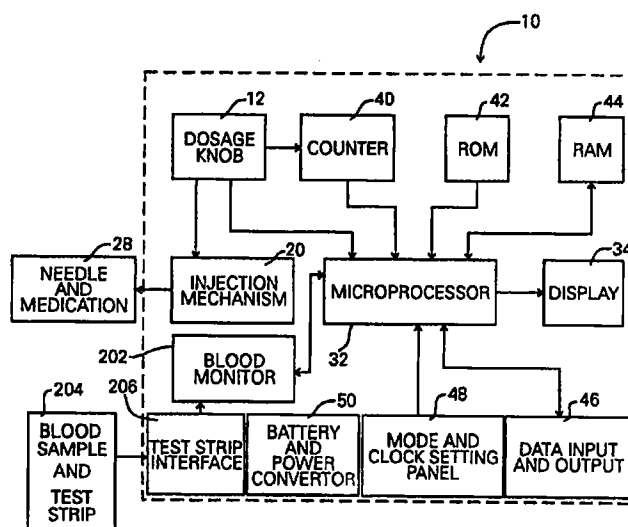 10
12
40
42
44
DOSAGE
KNOB
COUNTER
ROM
RAM
28
20
34
NEEDLE
AND
MEDICATION
INJECTION
MECHANISM
MICROPROCESSOR
DISPLAY
32
202
BLOOD
MONITOR
204
206
50
48
46
BLOOD
SAMPLE
AND
TEST
STRIP
TEST STRIP
INTERFACE
BATTERY
AND
POWER
CONVERTOR
MODE AND
CLOCK SETTING
PANEL
DATA INPUT
AND OUTPUT